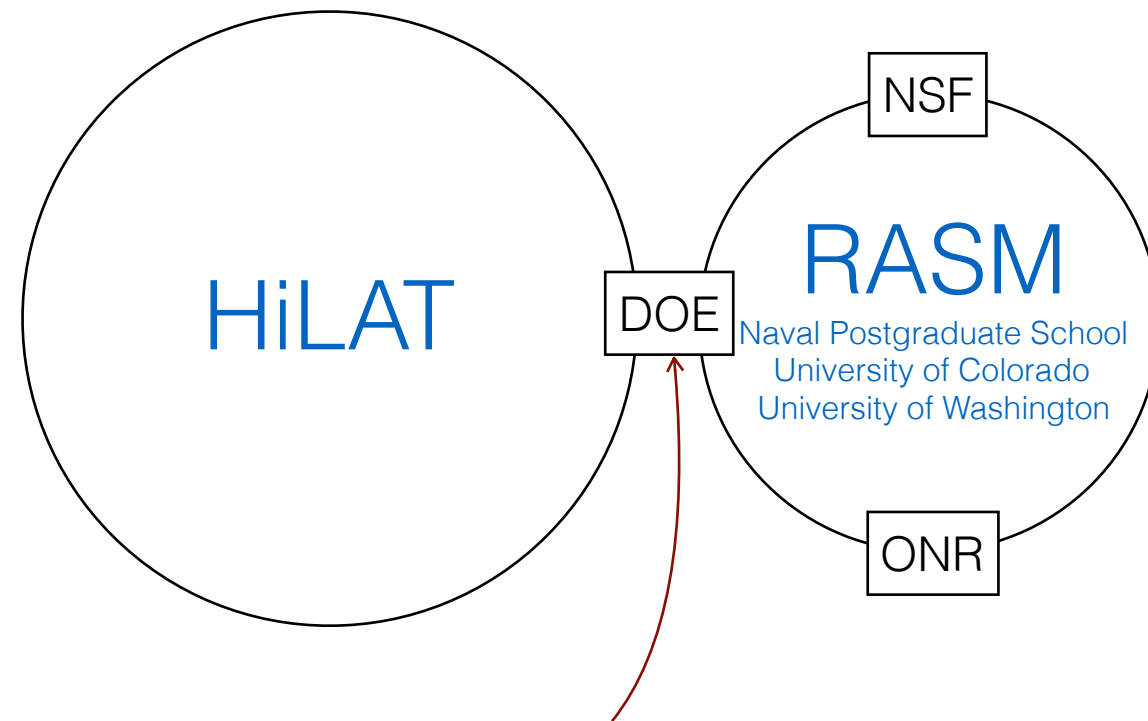 NSF
HiLAT
DOE
RASM
Naval Postgraduate School
University of Colorado
University of Washington
ONR